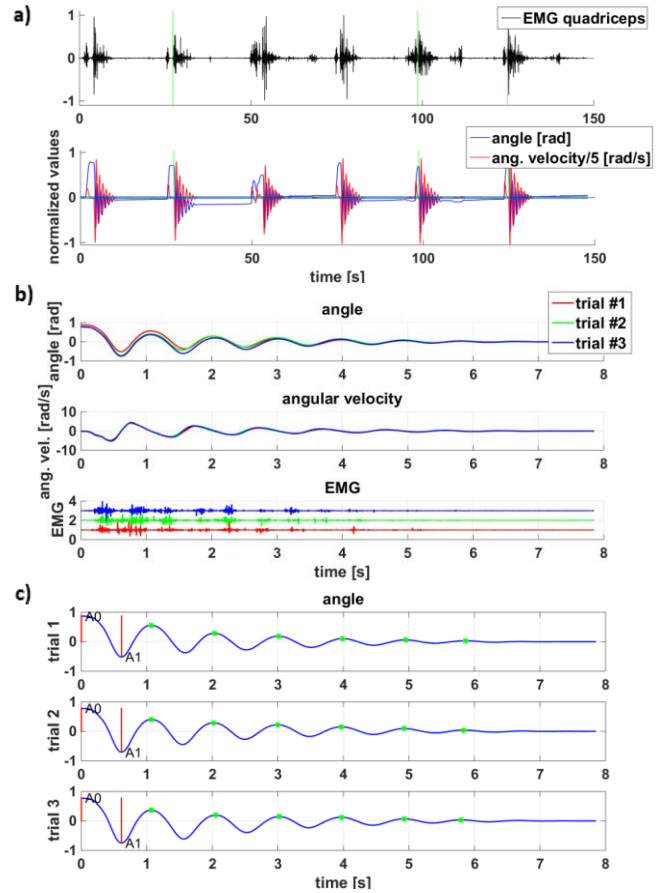 a)
EMG quadriceps
1
0
-1
0 50 100 150
angle [rad]
ang. velocity/5 [rad/s]
normalized values
1
0
-1
0 50 100 150
time [s]
b)
trial #1
trial #2
trial #3
angle
angle [rad]
1
0
-1
0 1 2 3 4 5 6 7 8
angular velocity
ang. vel. [rad/s]
10
0
-10
0 1 2 3 4 5 6 7 8
EMG
EMG
4
2
0
0 1 2 3 4 5 6 7 8
time [s]
c)
angle
trial 1
1
0
-1
A0
A1
0 1 2 3 4 5 6 7 8
trial 2
1
0
-1
A0
A1
0 1 2 3 4 5 6 7 8
trial 3
1
0
-1
A0
A1
0 1 2 3 4 5 6 7 8
time [s]